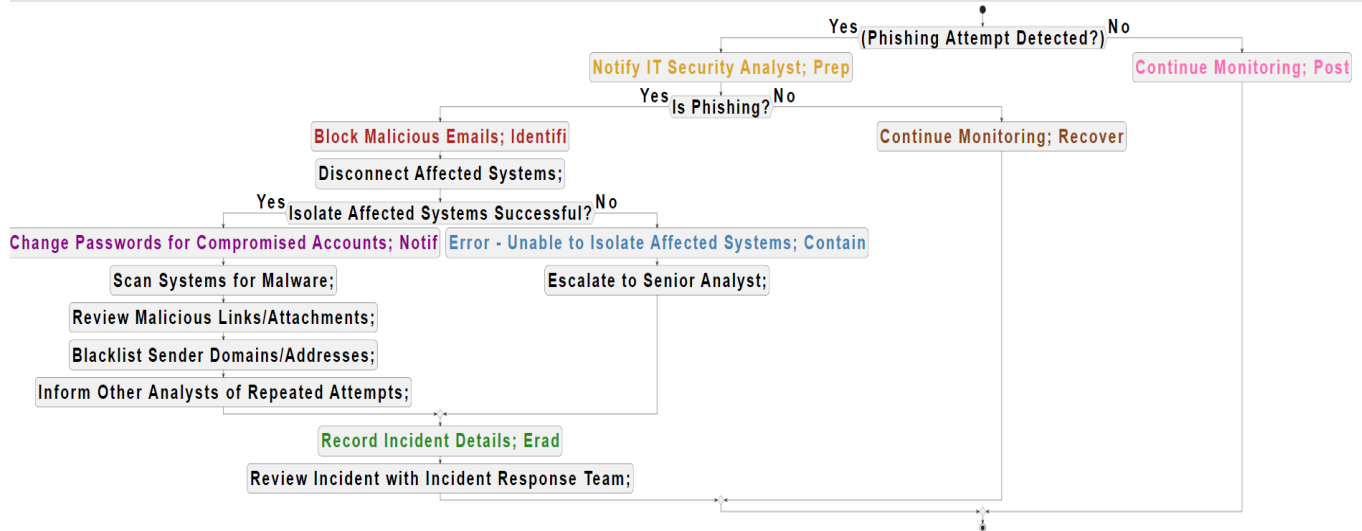 Yes
(Phishing Attempt Detected?)
No
Notify IT Security Analyst; Prep
Continue Monitoring; Post
Yes
Is Phishing?
No
Block Malicious Emails; Identifi
Continue Monitoring; Recover
Disconnect Affected Systems;
Yes
Isolate Affected Systems Successful?
No
Change Passwords for Compromised Accounts; Notif
Error - Unable to Isolate Affected Systems; Contain
Scan Systems for Malware;
Escalate to Senior Analyst;
Review Malicious Links/Attachments;
Blacklist Sender Domains/Addresses;
Inform Other Analysts of Repeated Attempts;
Record Incident Details; Erad
Review Incident with Incident Response Team;